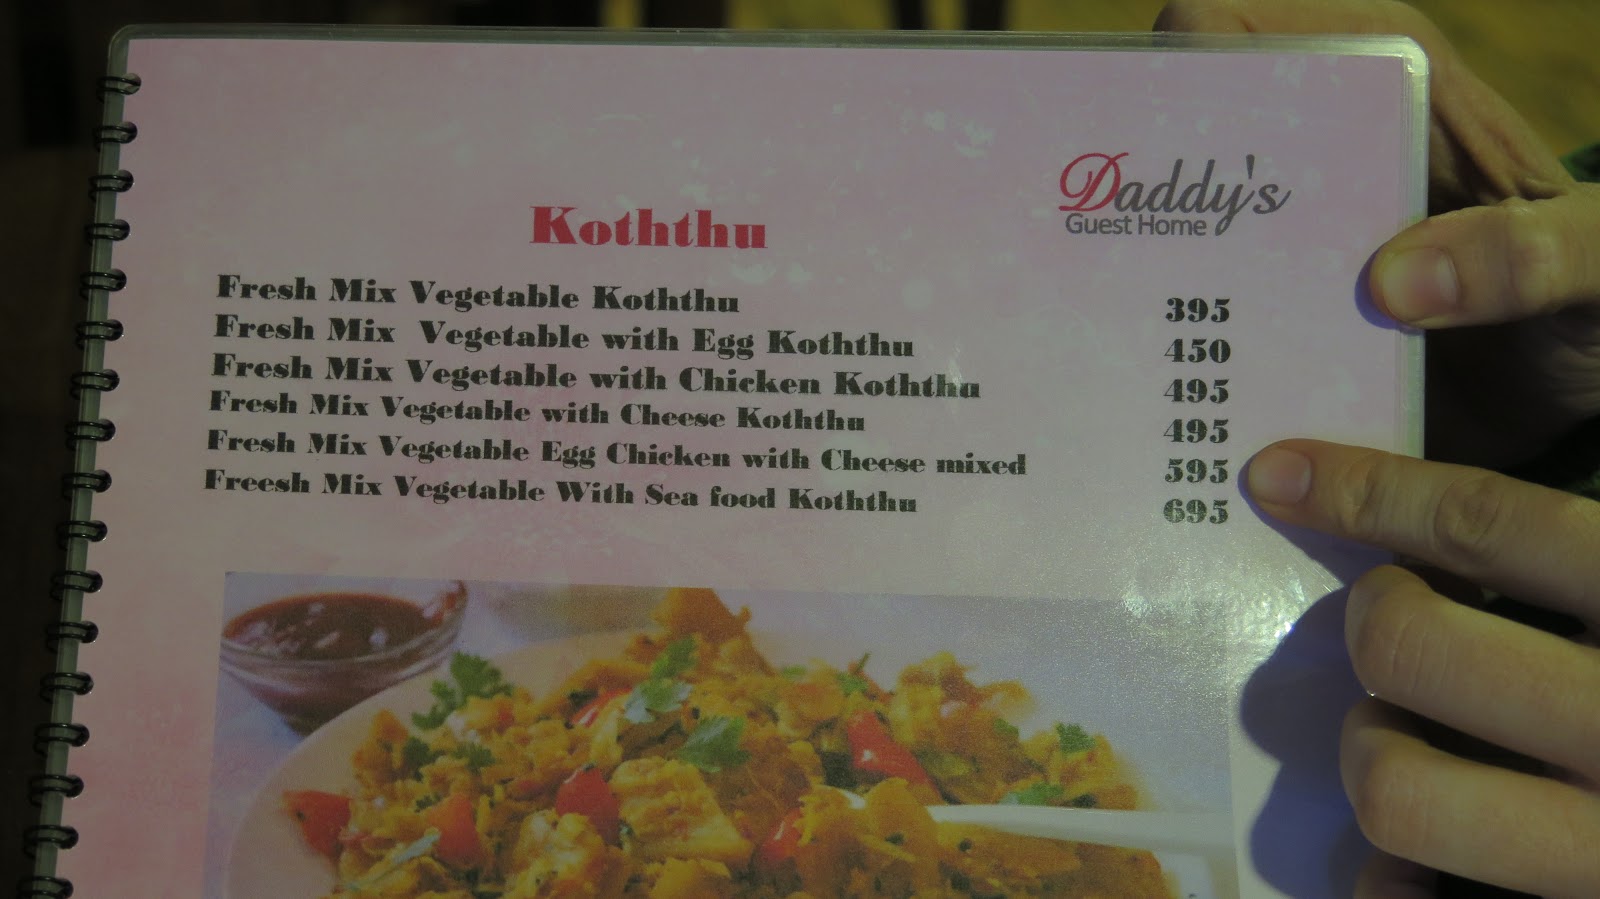 Daddy's
Guest Home
Koththu
Fresh Mix Vegetable Koththu 395
Fresh Mix Vegetable with Egg Koththu 450
Fresh Mix Vegetable with Chicken Koththu 495
Fresh Mix Vegetable with Cheese Koththu 495
Fresh Mix Vegetable Egg Chicken with Cheese mixed 595
Freesh Mix Vegetable With Sea food Koththu 695